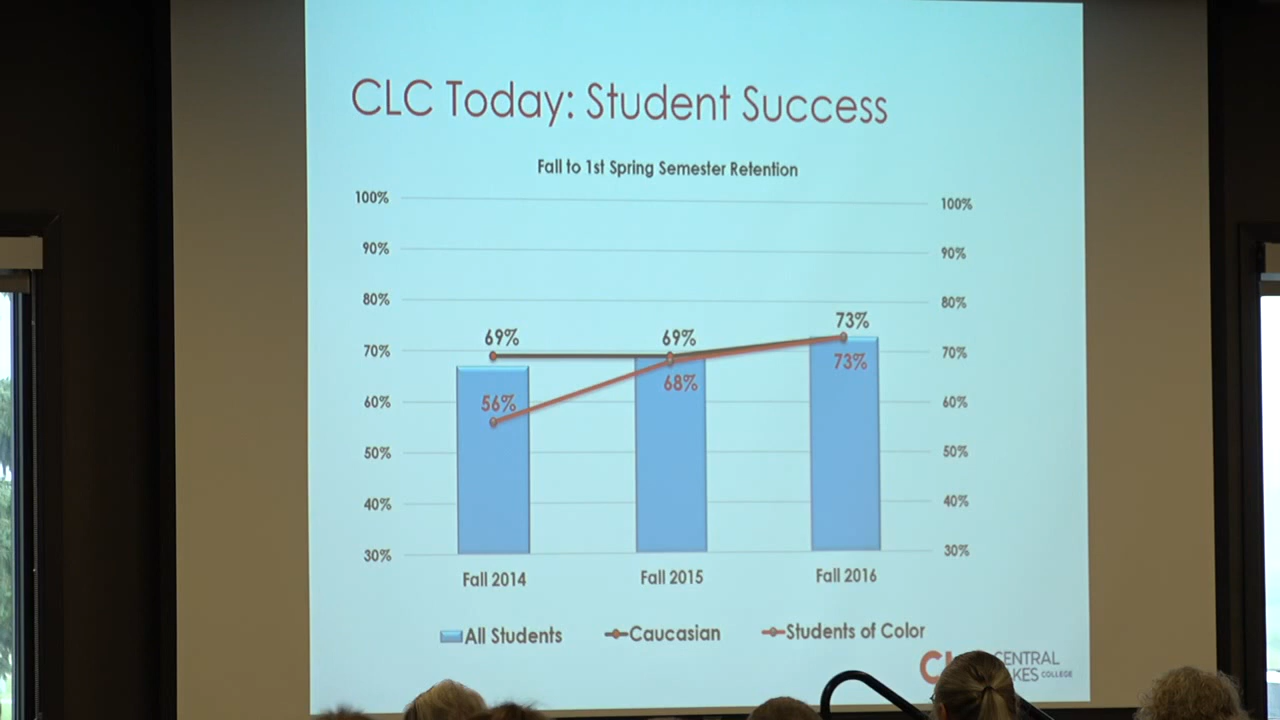 CLC Today: Student Success
Fall to 1st Spring Semester Retention
100% 100%
90% 90%
80% 80%
73%
69% 69%
70% 70%
73%
68%
60% 56% 60%
50% 50%
40% 40%
30% 30%
Fall 2014 Fall 2015 Fall 2016
All Students Caucasian Students of Color
CENTRAL
COLLEGE